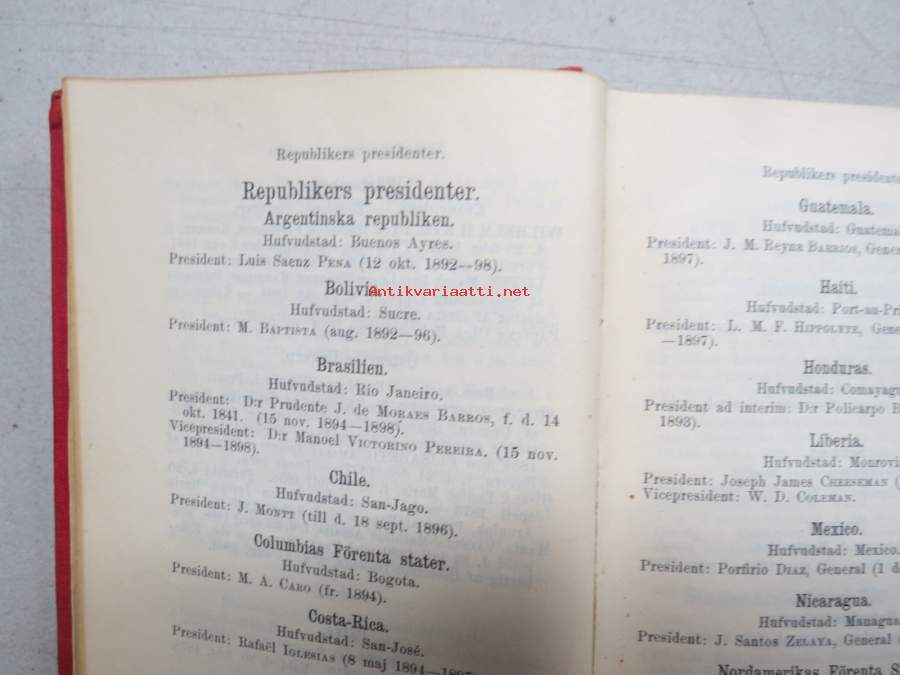 Republikers presidenter.
Republikers presidenter.
Argentinska republiken.
Hufvudstad: Buenos Ayres.
President: Luis Saenz PENA (12 okt. 1892—98).
Bolivia.
antikvariaatti.net
Hufvudstad: Sucre.
President: M. BAPTISTA (aug. 1892—96).
Brasilien.
Hufvudstad: Rio Janeiro.
President: D:r Prudente J. de MORAES BARROS, f. d. 14
okt. 1841. (15 nov. 1894—1898).
Vicepresident: D:r Manoel VICTORINO PEREIRA. (15 nov.
1894—1898).
Chile.
Hufvudstad: San-Jago.
President: J. MONTT (till d. 18 sept. 1896).
Columbias Förenta stater.
Hufvudstad: Bogota.
President: M. A. CARO (fr. 1894).
Costa-Rica.
Hufvudstad: San-José.
President: Rafaël IGLESIAS (8 maj 1894—
Republikers presidente
Guatemala.
Hufvudstad: Guatemal
President: J. M. Reyna BARRIOS, Gener
1897).
Haiti.
Hufvudstad: Port-au-Pri
President: L. M. F. HIPPOLYTE, Gene
—1897).
Honduras.
Hufvudstad: Comayagu
President ad interim: D:r Policarpo B
1893).
Liberia.
Hufvudstad: Monrovi
President: Joseph James CHEESEMAN (
Vicepresident: W. D. COLEMAN.
Mexico.
Hufvudstad: Mexico.
President: Porfirio DIAZ, General (1 d
Nicaragua.
Hufvudstad: Managua
President: J. Santos ZELAYA, General
Nordamerikas Förenta S